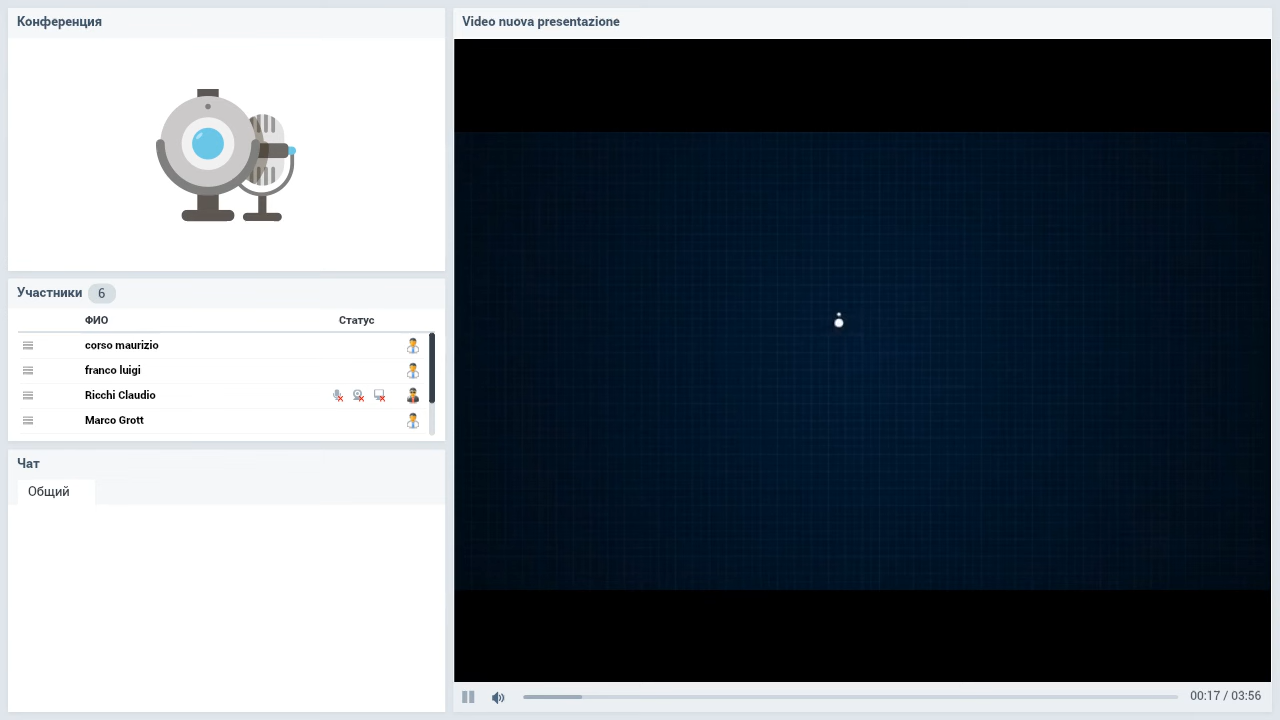 Конференция
Video nuova presentazione
Участники 6
ФИО Статус
corso maurizio
franco luigi
Ricchi Claudio
Marco Grott
Чат
Общий
00:17 / 03:56